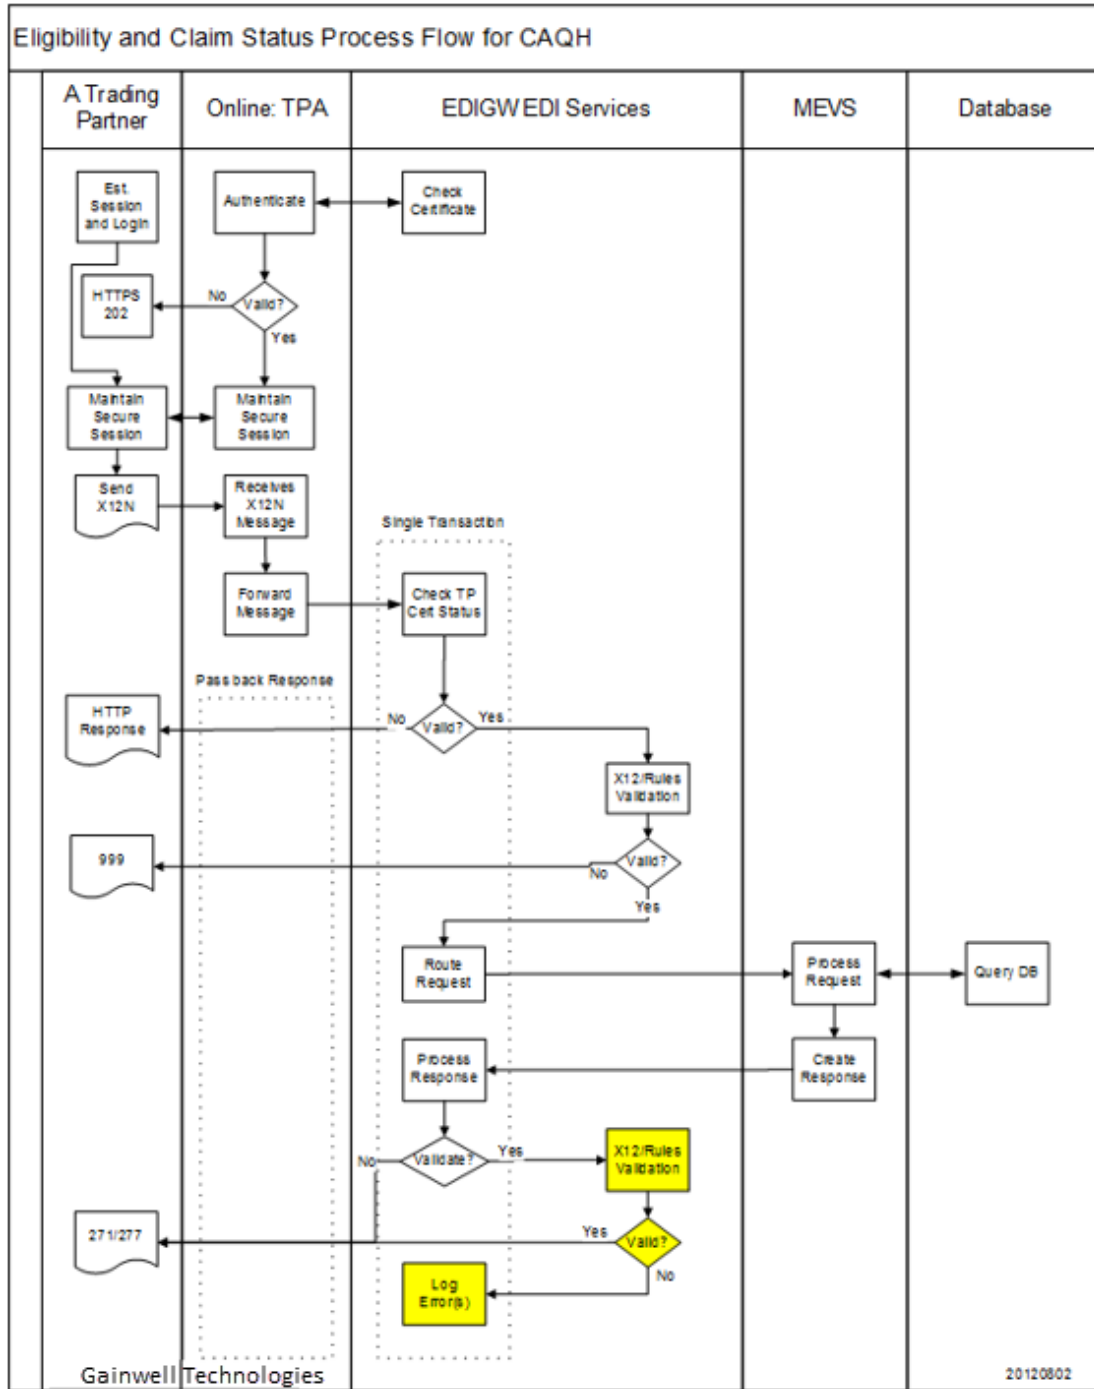 Eligibility and Claim Status Process Flow for CAQH
A Trading
Partner
Online: TPA
EDIGW EDI Services
MEVS
Database
Est.
Session
and Login
Authenticate
Check
Certificate
HTTPS
202
No
Valid?
Yes
Maintain
Secure
Session
Maintain
Secure
Session
Send
X12N
Receives
X12N
Message
Single Transaction
Forward
Message
Check TP
Cert Status
Pass back Response
HTTP
Response
No
Valid?
Yes
X12/Rules
Validation
999
No
Valid?
Yes
Route
Request
Process
Request
Query DB
Process
Response
Create
Response
No
Validate?
Yes
X12/Rules
Validation
271/277
Yes
Valid?
No
Log
Error(s)
Gainwell Technologies
20120802